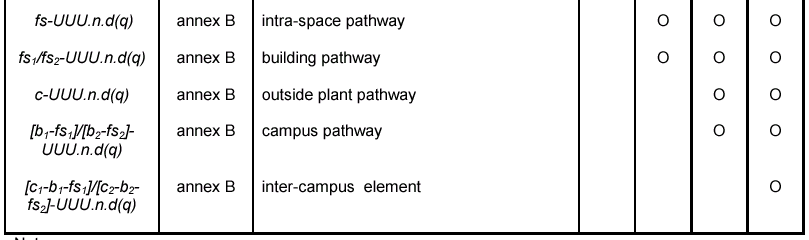 fs-UUU.n.d(q) annex B intra-space pathway O O O
fs₁/fs₂-UUU.n.d(q) annex B building pathway O O O
c-UUU.n.d(q) annex B outside plant pathway O O
[b₁-fs₁]/[b₂-fs₂]- annex B campus pathway O O
UUU.n.d(q)
[c₁-b₁-fs₁]/[c₂-b₂- annex B inter-campus element O
fs₂]-UUU.n.d(q)